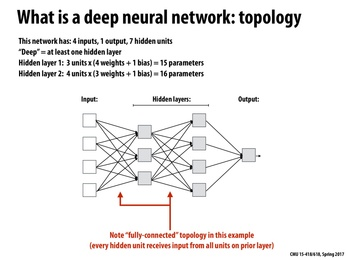 What is a deep neural network: topology
This network has: 4 inputs, 1 output, 7 hidden units
“Deep” = at least one hidden layer
Hidden layer 1: 3 units x (4 weights + 1 bias) = 15 parameters
Hidden layer 2: 4 units x (3 weights + 1 bias) = 16 parameters
Input: Hidden layers: Output:
Note “fully-connected” topology in this example
(every hidden unit receives input from all units on prior layer)
CMU 15-418/618, Spring 2017